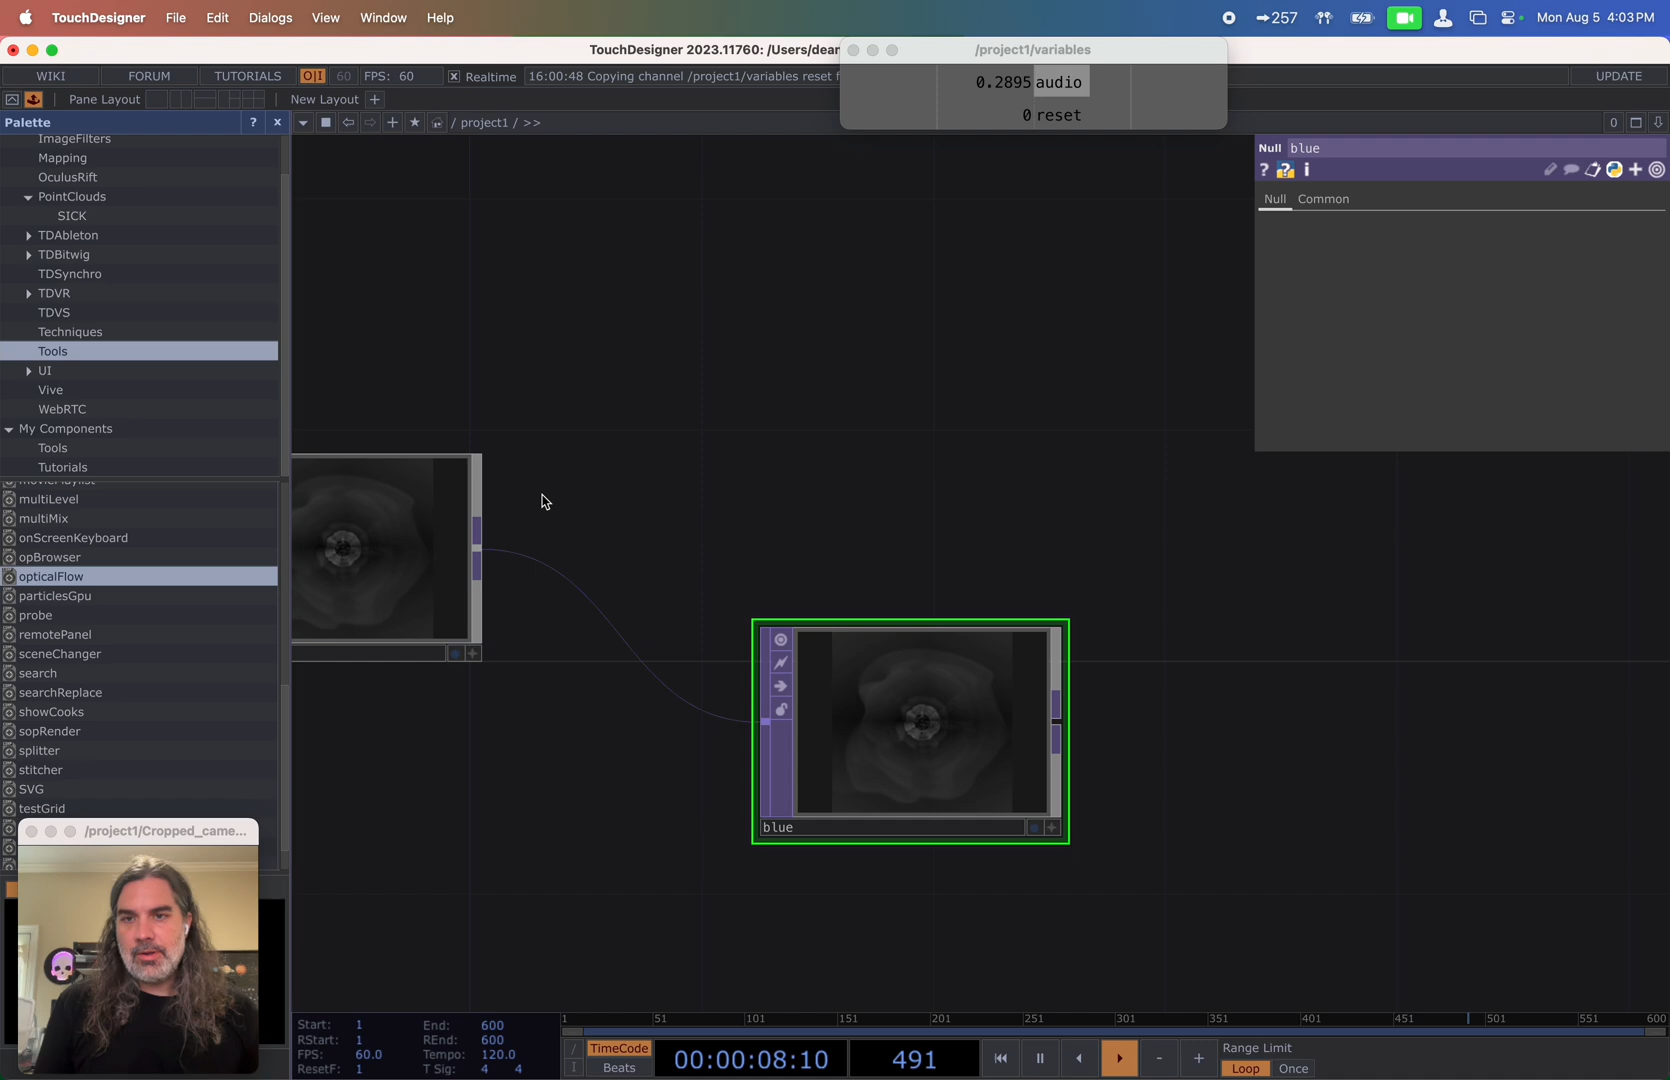 TouchDesigner File Edit Dialogs View Window Help
257
Mon Aug 5 4:03 PM
TouchDesigner 2023.11760: /Users/dear
/project1/variables
WIKI FORUM TUTORIALS O|I 60 FPS: 60 x Realtime 16:00:48 Copying channel /project1/variables reset f
UPDATE
0.2895 audio
0 reset
Pane Layout New Layout +
Palette ? x
/ project1 / >>
0
ImageFilters
Mapping
OculusRift
PointClouds
SICK
TDAbleton
TDBitwig
TDSynchro
TDVR
TDVS
Techniques
Tools
UI
Vive
WebRTC
My Components
Tools
Tutorials
multiLevel
multiMix
onScreenKeyboard
opBrowser
opticalFlow
particlesGpu
probe
remotePanel
sceneChanger
search
searchReplace
showCooks
sopRender
splitter
stitcher
SVG
testGrid
/project1/Cropped_came...
Null blue
? ? i
Null Common
blue
Start: 1 End: 600
RStart: 1 REnd: 600
FPS: 60.0 Tempo: 120.0
ResetF: 1 T Sig: 4 4
1 51 101 151 201 251 301 351 401 451 501 551 600
/ TimeCode
I Beats
00:00:08:10
491
- +
Range Limit
Loop Once